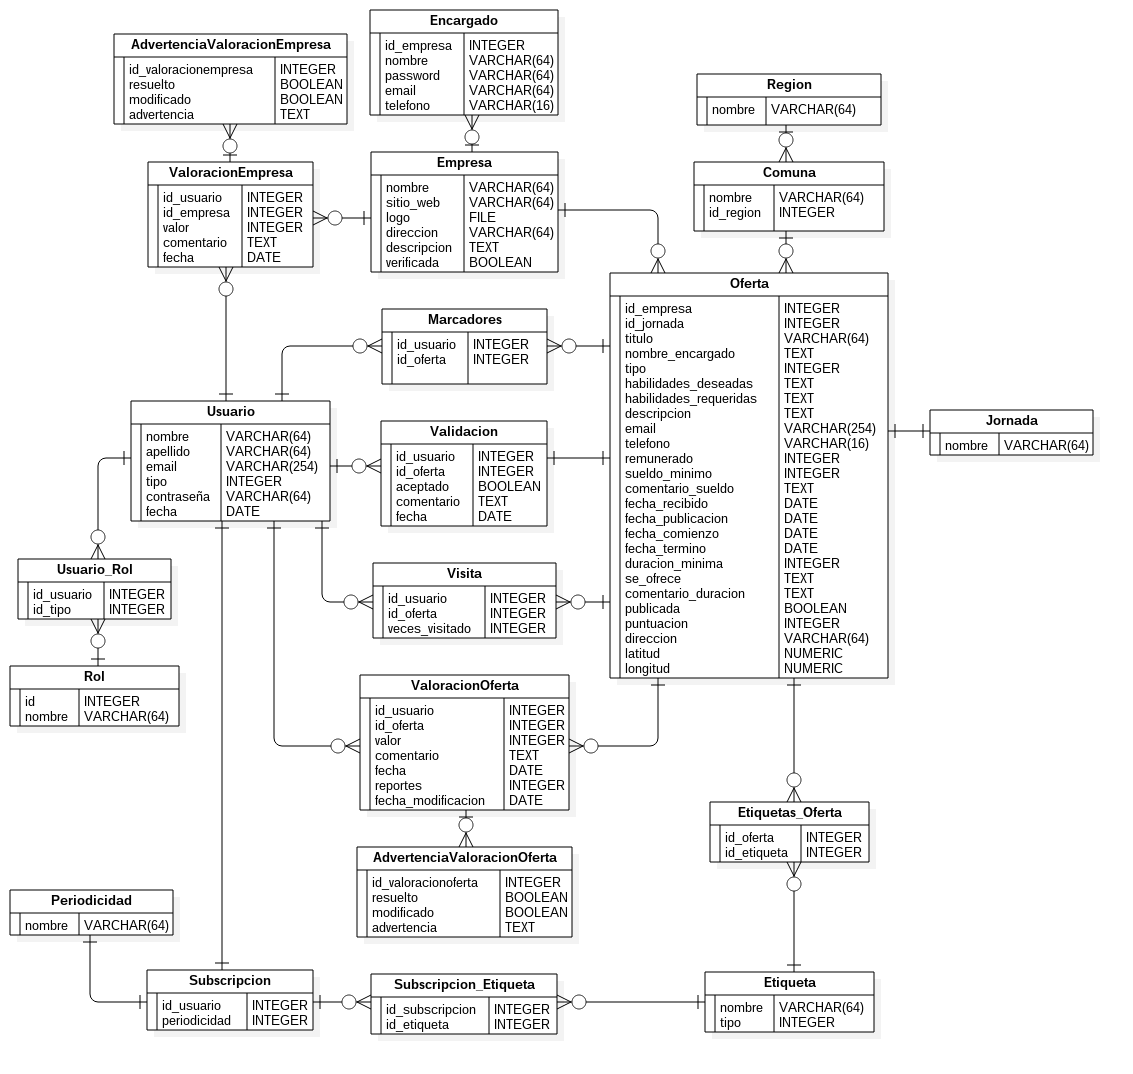 AdvertenciaValoracionEmpresa
id_valoracionempresa INTEGER
resuelto BOOLEAN
modificado BOOLEAN
advertencia TEXT
Encargado
id_empresa INTEGER
nombre VARCHAR(64)
password VARCHAR(64)
email VARCHAR(64)
telefono VARCHAR(16)
Region
nombre VARCHAR(64)
ValoracionEmpresa
id_usuario INTEGER
id_empresa INTEGER
valor INTEGER
comentario TEXT
fecha DATE
Empresa
nombre VARCHAR(64)
sitio_web VARCHAR(64)
logo FILE
direccion VARCHAR(64)
descripcion TEXT
verificada BOOLEAN
Comuna
nombre VARCHAR(64)
id_region INTEGER
Oferta
id_empresa INTEGER
id_jornada INTEGER
titulo VARCHAR(64)
nombre_encargado TEXT
tipo INTEGER
habilidades_deseadas TEXT
habilidades_requeridas TEXT
descripcion TEXT
email VARCHAR(254)
telefono VARCHAR(16)
remunerado INTEGER
sueldo_minimo INTEGER
comentario_sueldo TEXT
fecha_recibido DATE
fecha_publicacion DATE
fecha_comienzo DATE
fecha_termino DATE
duracion_minima INTEGER
se_ofrece TEXT
comentario_duracion TEXT
publicada BOOLEAN
puntuacion INTEGER
direccion VARCHAR(64)
latitud NUMERIC
longitud NUMERIC
Marcadores
id_usuario INTEGER
id_oferta INTEGER
Usuario
nombre VARCHAR(64)
apellido VARCHAR(64)
email VARCHAR(254)
tipo INTEGER
contraseña VARCHAR(64)
fecha DATE
Validacion
id_usuario INTEGER
id_oferta INTEGER
aceptado BOOLEAN
comentario TEXT
fecha DATE
Jornada
nombre VARCHAR(64)
Usuario_Rol
id_usuario INTEGER
id_tipo INTEGER
Visita
id_usuario INTEGER
id_oferta INTEGER
veces_visitado INTEGER
Rol
id INTEGER
nombre VARCHAR(64)
ValoracionOferta
id_usuario INTEGER
id_oferta INTEGER
valor INTEGER
comentario TEXT
fecha DATE
reportes INTEGER
fecha_modificacion DATE
Etiquetas_Oferta
id_oferta INTEGER
id_etiqueta INTEGER
AdvertenciaValoracionOferta
id_valoracionoferta INTEGER
resuelto BOOLEAN
modificado BOOLEAN
advertencia TEXT
Periodicidad
nombre VARCHAR(64)
Subscripcion
id_usuario INTEGER
periodicidad INTEGER
Subscripcion_Etiqueta
id_subscripcion INTEGER
id_etiqueta INTEGER
Etiqueta
nombre VARCHAR(64)
tipo INTEGER